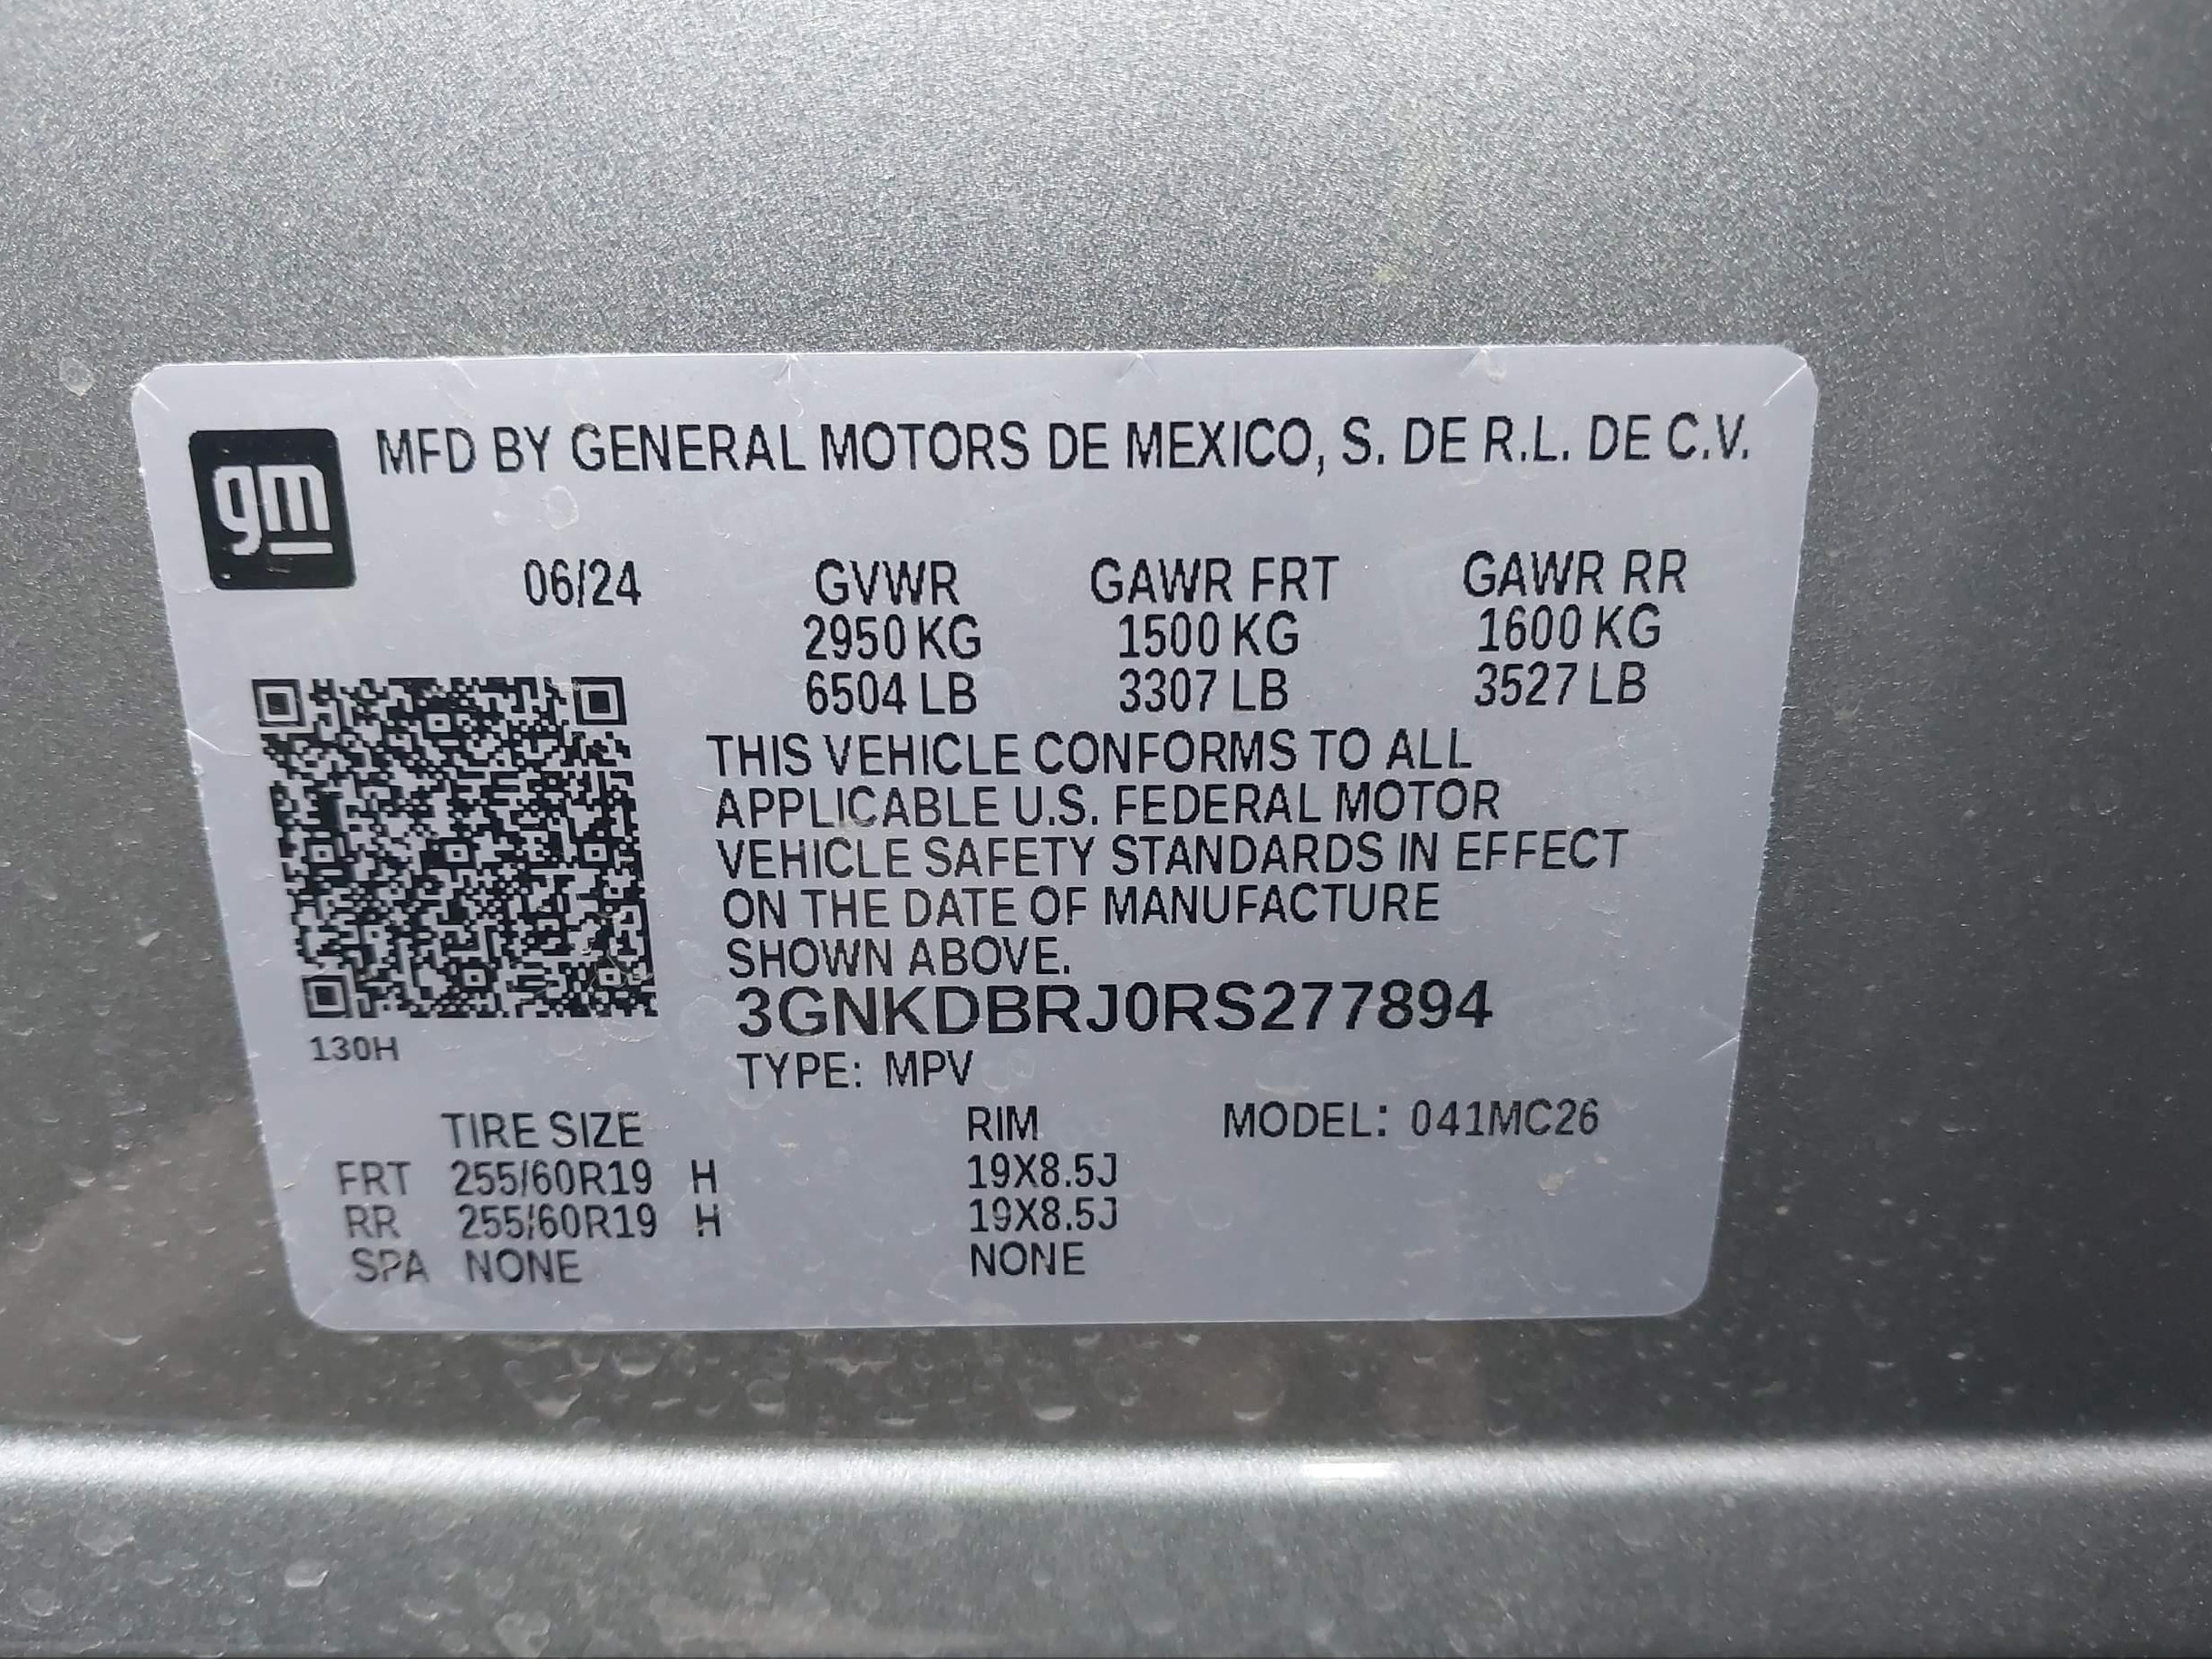 gm
MFD BY GENERAL MOTORS DE MEXICO, S. DE R.L. DE C.V.
06/24 GVWR GAWR FRT GAWR RR
2950 KG 1500 KG 1600 KG
6504 LB 3307 LB 3527 LB
THIS VEHICLE CONFORMS TO ALL
APPLICABLE U.S. FEDERAL MOTOR
VEHICLE SAFETY STANDARDS IN EFFECT
ON THE DATE OF MANUFACTURE
SHOWN ABOVE.
3GNKDBRJ0RS277894
130H
TYPE: MPV
TIRE SIZE RIM MODEL: 041MC26
FRT 255/60R19 H 19X8.5J
RR 255/60R19 H 19X8.5J
SPA NONE NONE